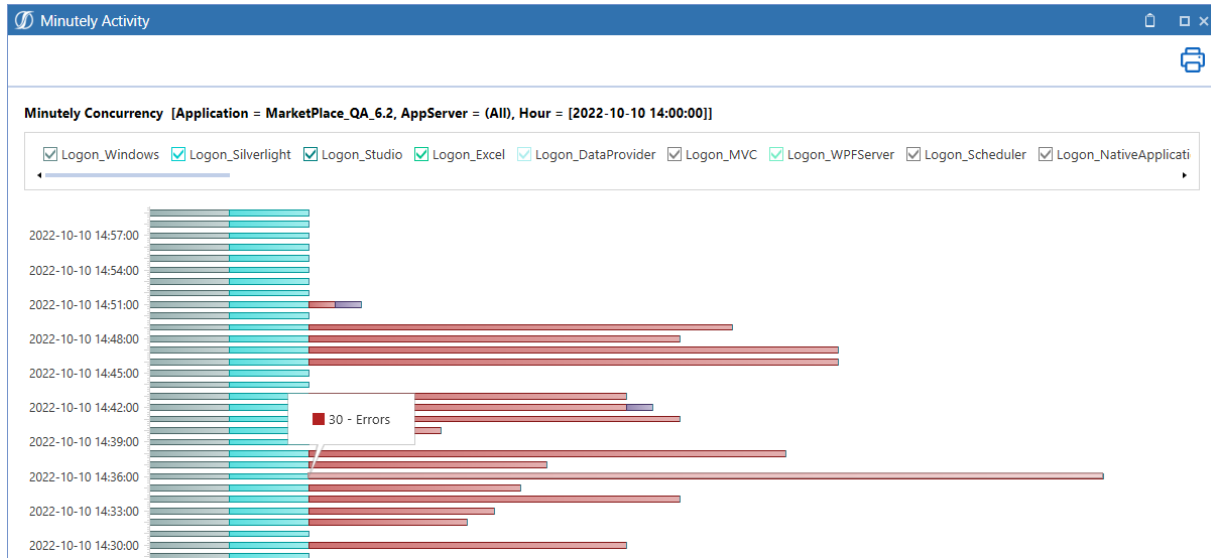 Minutely Activity
Minutely Concurrency [Application = MarketPlace_QA_6.2, AppServer = (All), Hour = [2022-10-10 14:00:00]]
Logon_Windows Logon_Silverlight Logon_Studio Logon_Excel Logon_DataProvider Logon_MVC Logon_WPFServer Logon_Scheduler Logon_NativeApplicati
2022-10-10 14:57:00
2022-10-10 14:54:00
2022-10-10 14:51:00
2022-10-10 14:48:00
2022-10-10 14:45:00
2022-10-10 14:42:00
30 - Errors
2022-10-10 14:39:00
2022-10-10 14:36:00
2022-10-10 14:33:00
2022-10-10 14:30:00